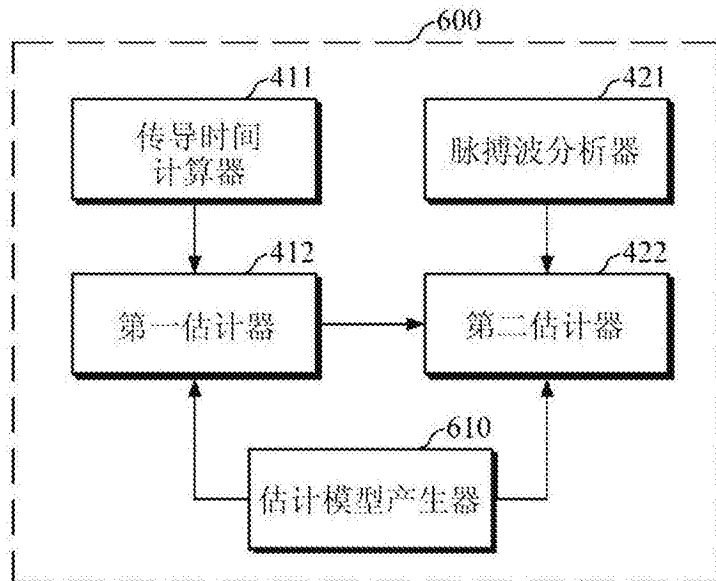 600
411
421
传导时间
计算器
脉搏波分析器
412
422
第一估计器
第二估计器
610
估计模型产生器